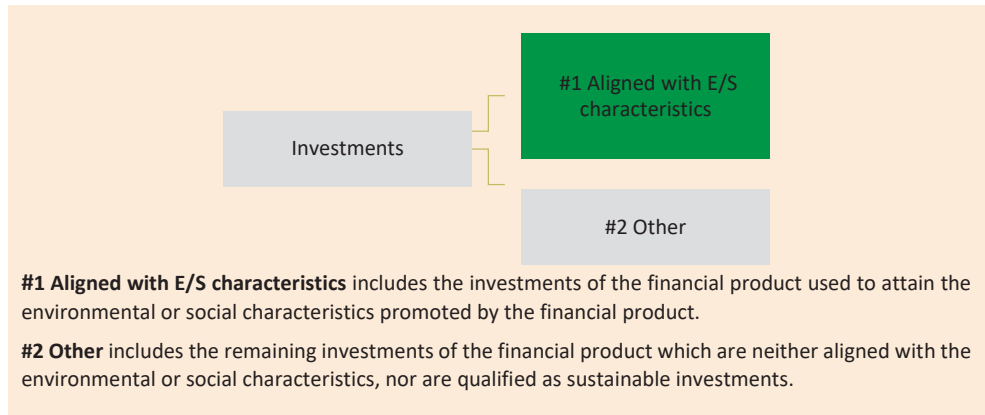 #1 Aligned with E/S
characteristics
Investments
#2 Other
#1 Aligned with E/S characteristics includes the investments of the financial product used to attain the
environmental or social characteristics promoted by the financial product.
#2 Other includes the remaining investments of the financial product which are neither aligned with the
environmental or social characteristics, nor are qualified as sustainable investments.